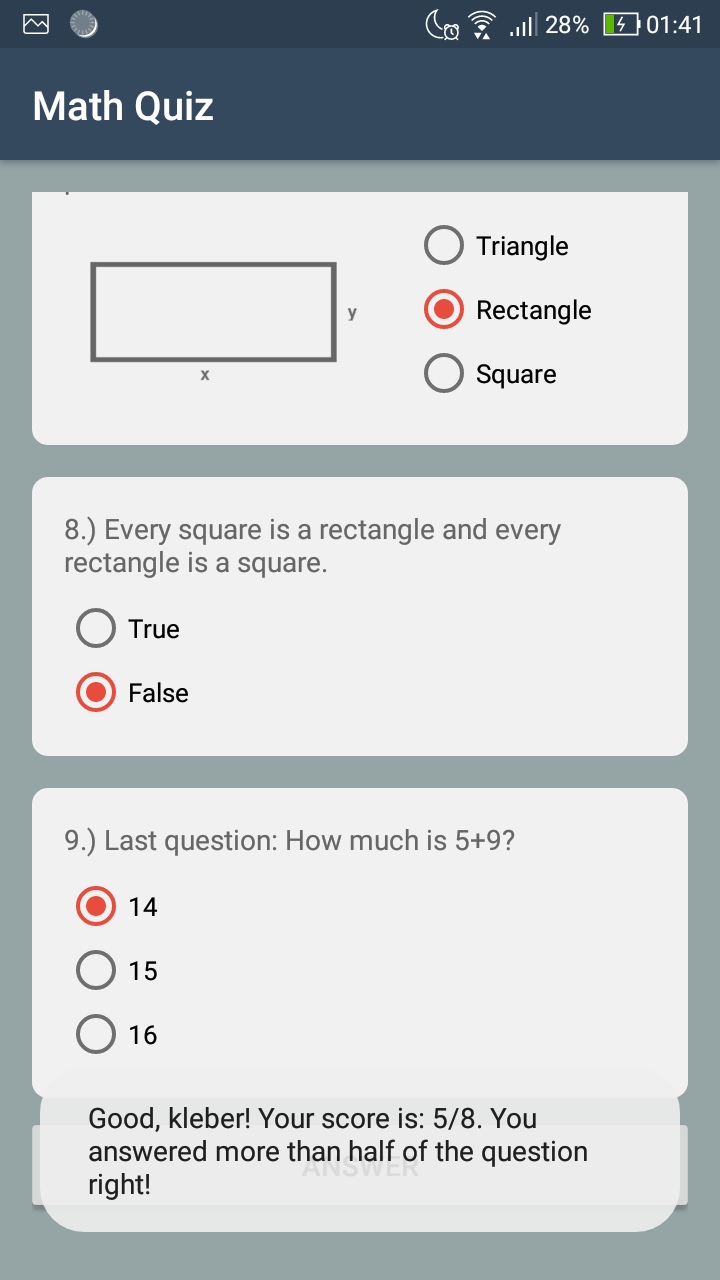 28% 01:41
Math Quiz
Triangle
Rectangle
Square
y
x
8.) Every square is a rectangle and every
rectangle is a square.
True
False
9.) Last question: How much is 5+9?
14
15
16
Good, kleber! Your score is: 5/8. You
answered more than half of the question
right!
ANSWER